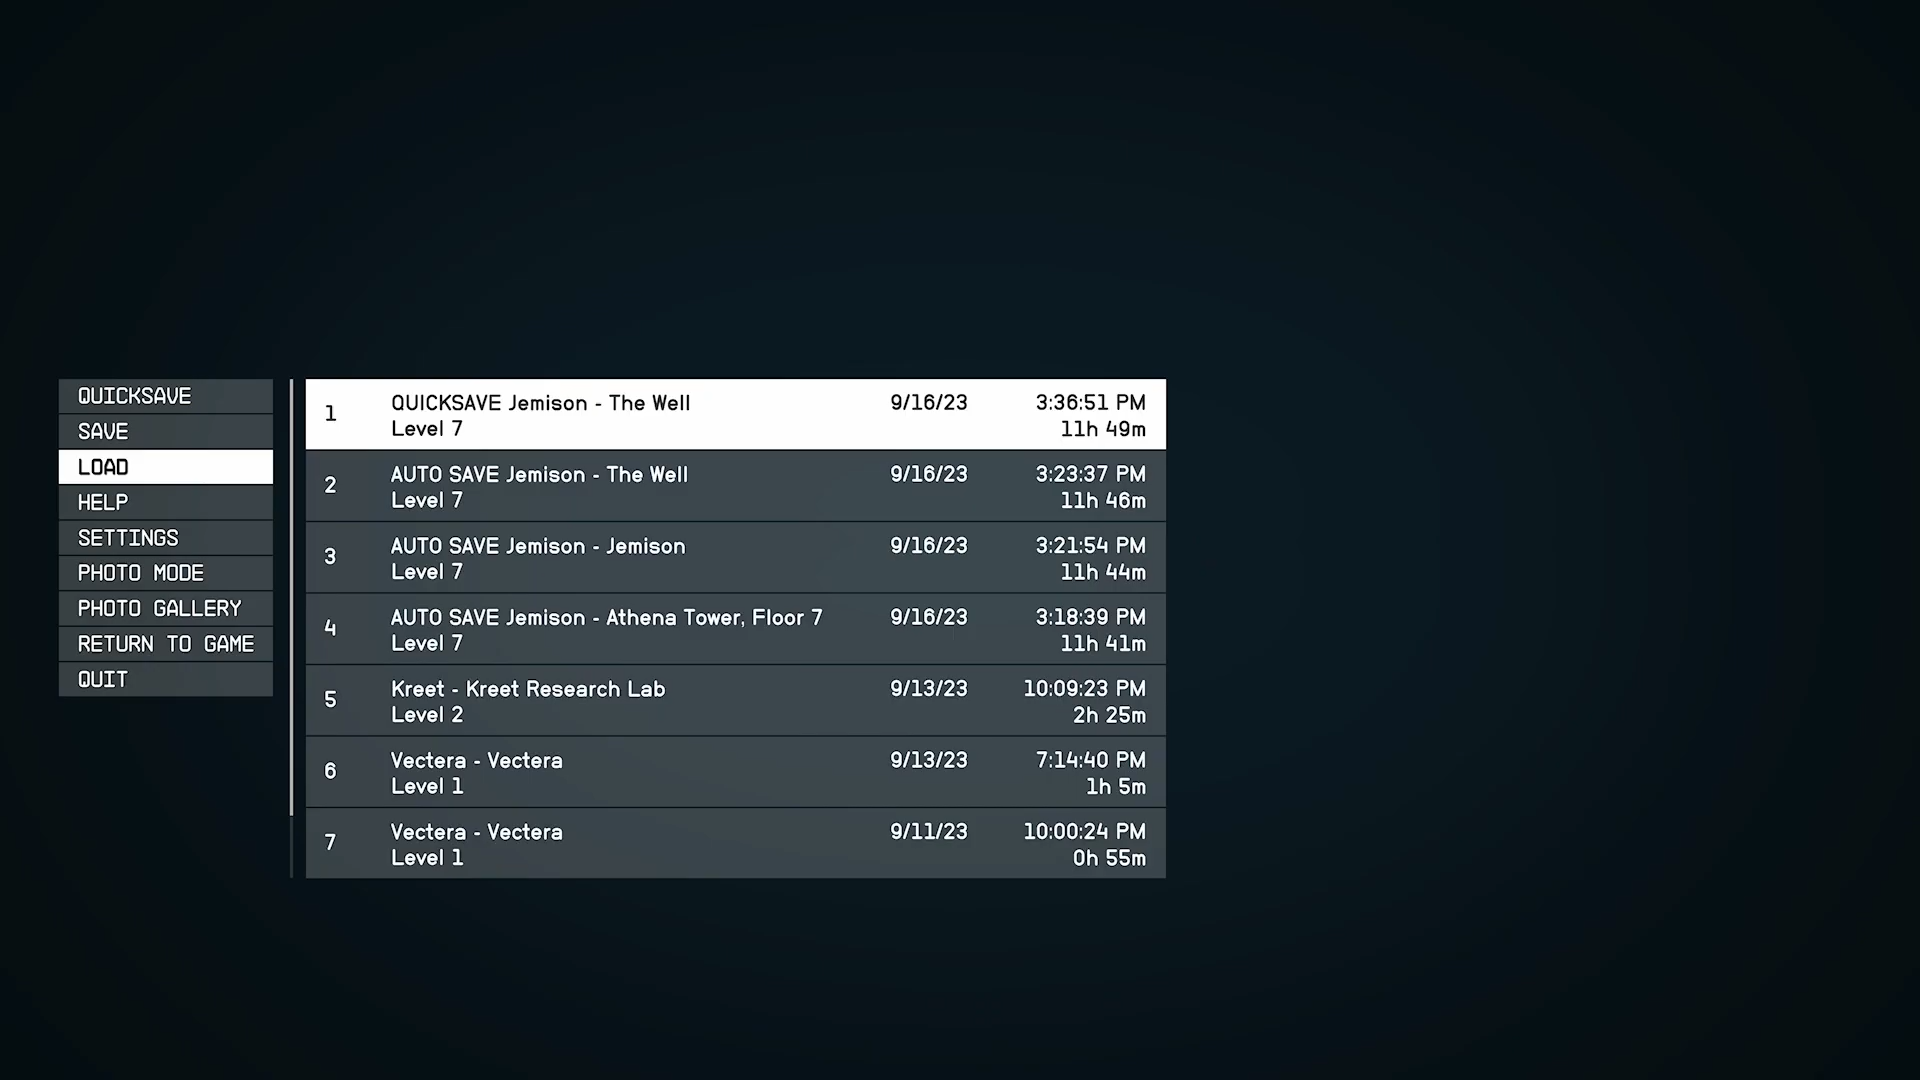 QUICKSAVE
SAVE
LOAD
HELP
SETTINGS
PHOTO MODE
PHOTO GALLERY
RETURN TO GAME
QUIT
1 QUICKSAVE Jemison - The Well 9/16/23 3:36:51 PM
Level 7 11h 49m
2 AUTO SAVE Jemison - The Well 9/16/23 3:23:37 PM
Level 7 11h 46m
3 AUTO SAVE Jemison - Jemison 9/16/23 3:21:54 PM
Level 7 11h 44m
4 AUTO SAVE Jemison - Athena Tower, Floor 7 9/16/23 3:18:39 PM
Level 7 11h 41m
5 Kreet - Kreet Research Lab 9/13/23 10:09:23 PM
Level 2 2h 25m
6 Vectera - Vectera 9/13/23 7:14:40 PM
Level 1 1h 5m
7 Vectera - Vectera 9/11/23 10:00:24 PM
Level 1 0h 55m